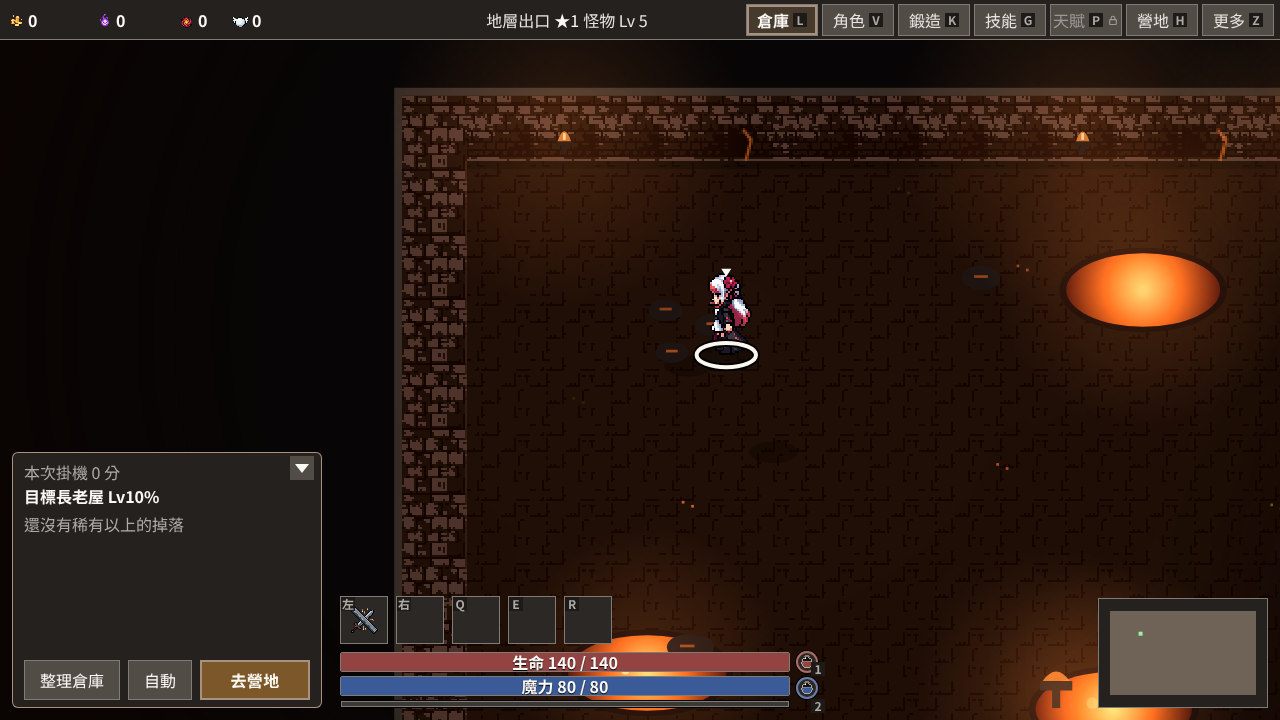 0 0 0 0
地層出口 ★1 怪物 Lv 5
倉庫 L 角色 V 鍛造 K 技能 G 天賦 P 營地 H 更多 Z
本次掛機 0 分
目標長老屋 Lv10%
還沒有稀有以上的掉落
整理倉庫 自動 去營地
左 右 Q E R
生命 140 / 140
1
魔力 80 / 80
2